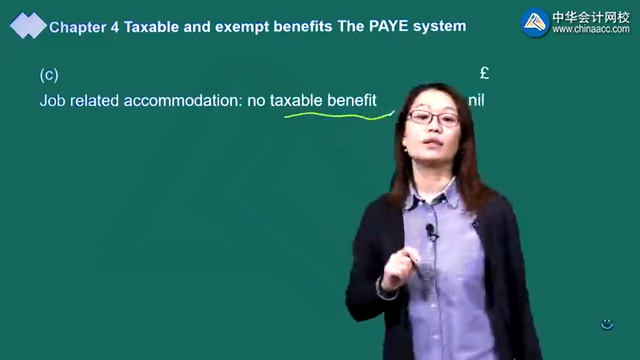 Chapter 4 Taxable and exempt benefits The PAYE system
中华会计网校
www.chinaacc.com
(c)
£
Job related accommodation: no taxable benefit
nil